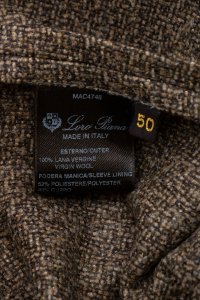 MAC4748
Loro Piana
MADE IN ITALY
50
ESTERNO/OUTER
100% LANA VERGINE
VIRGIN WOOL
FODERA MANICA/SLEEVE LINING
52% POLIESTERE/POLYESTER